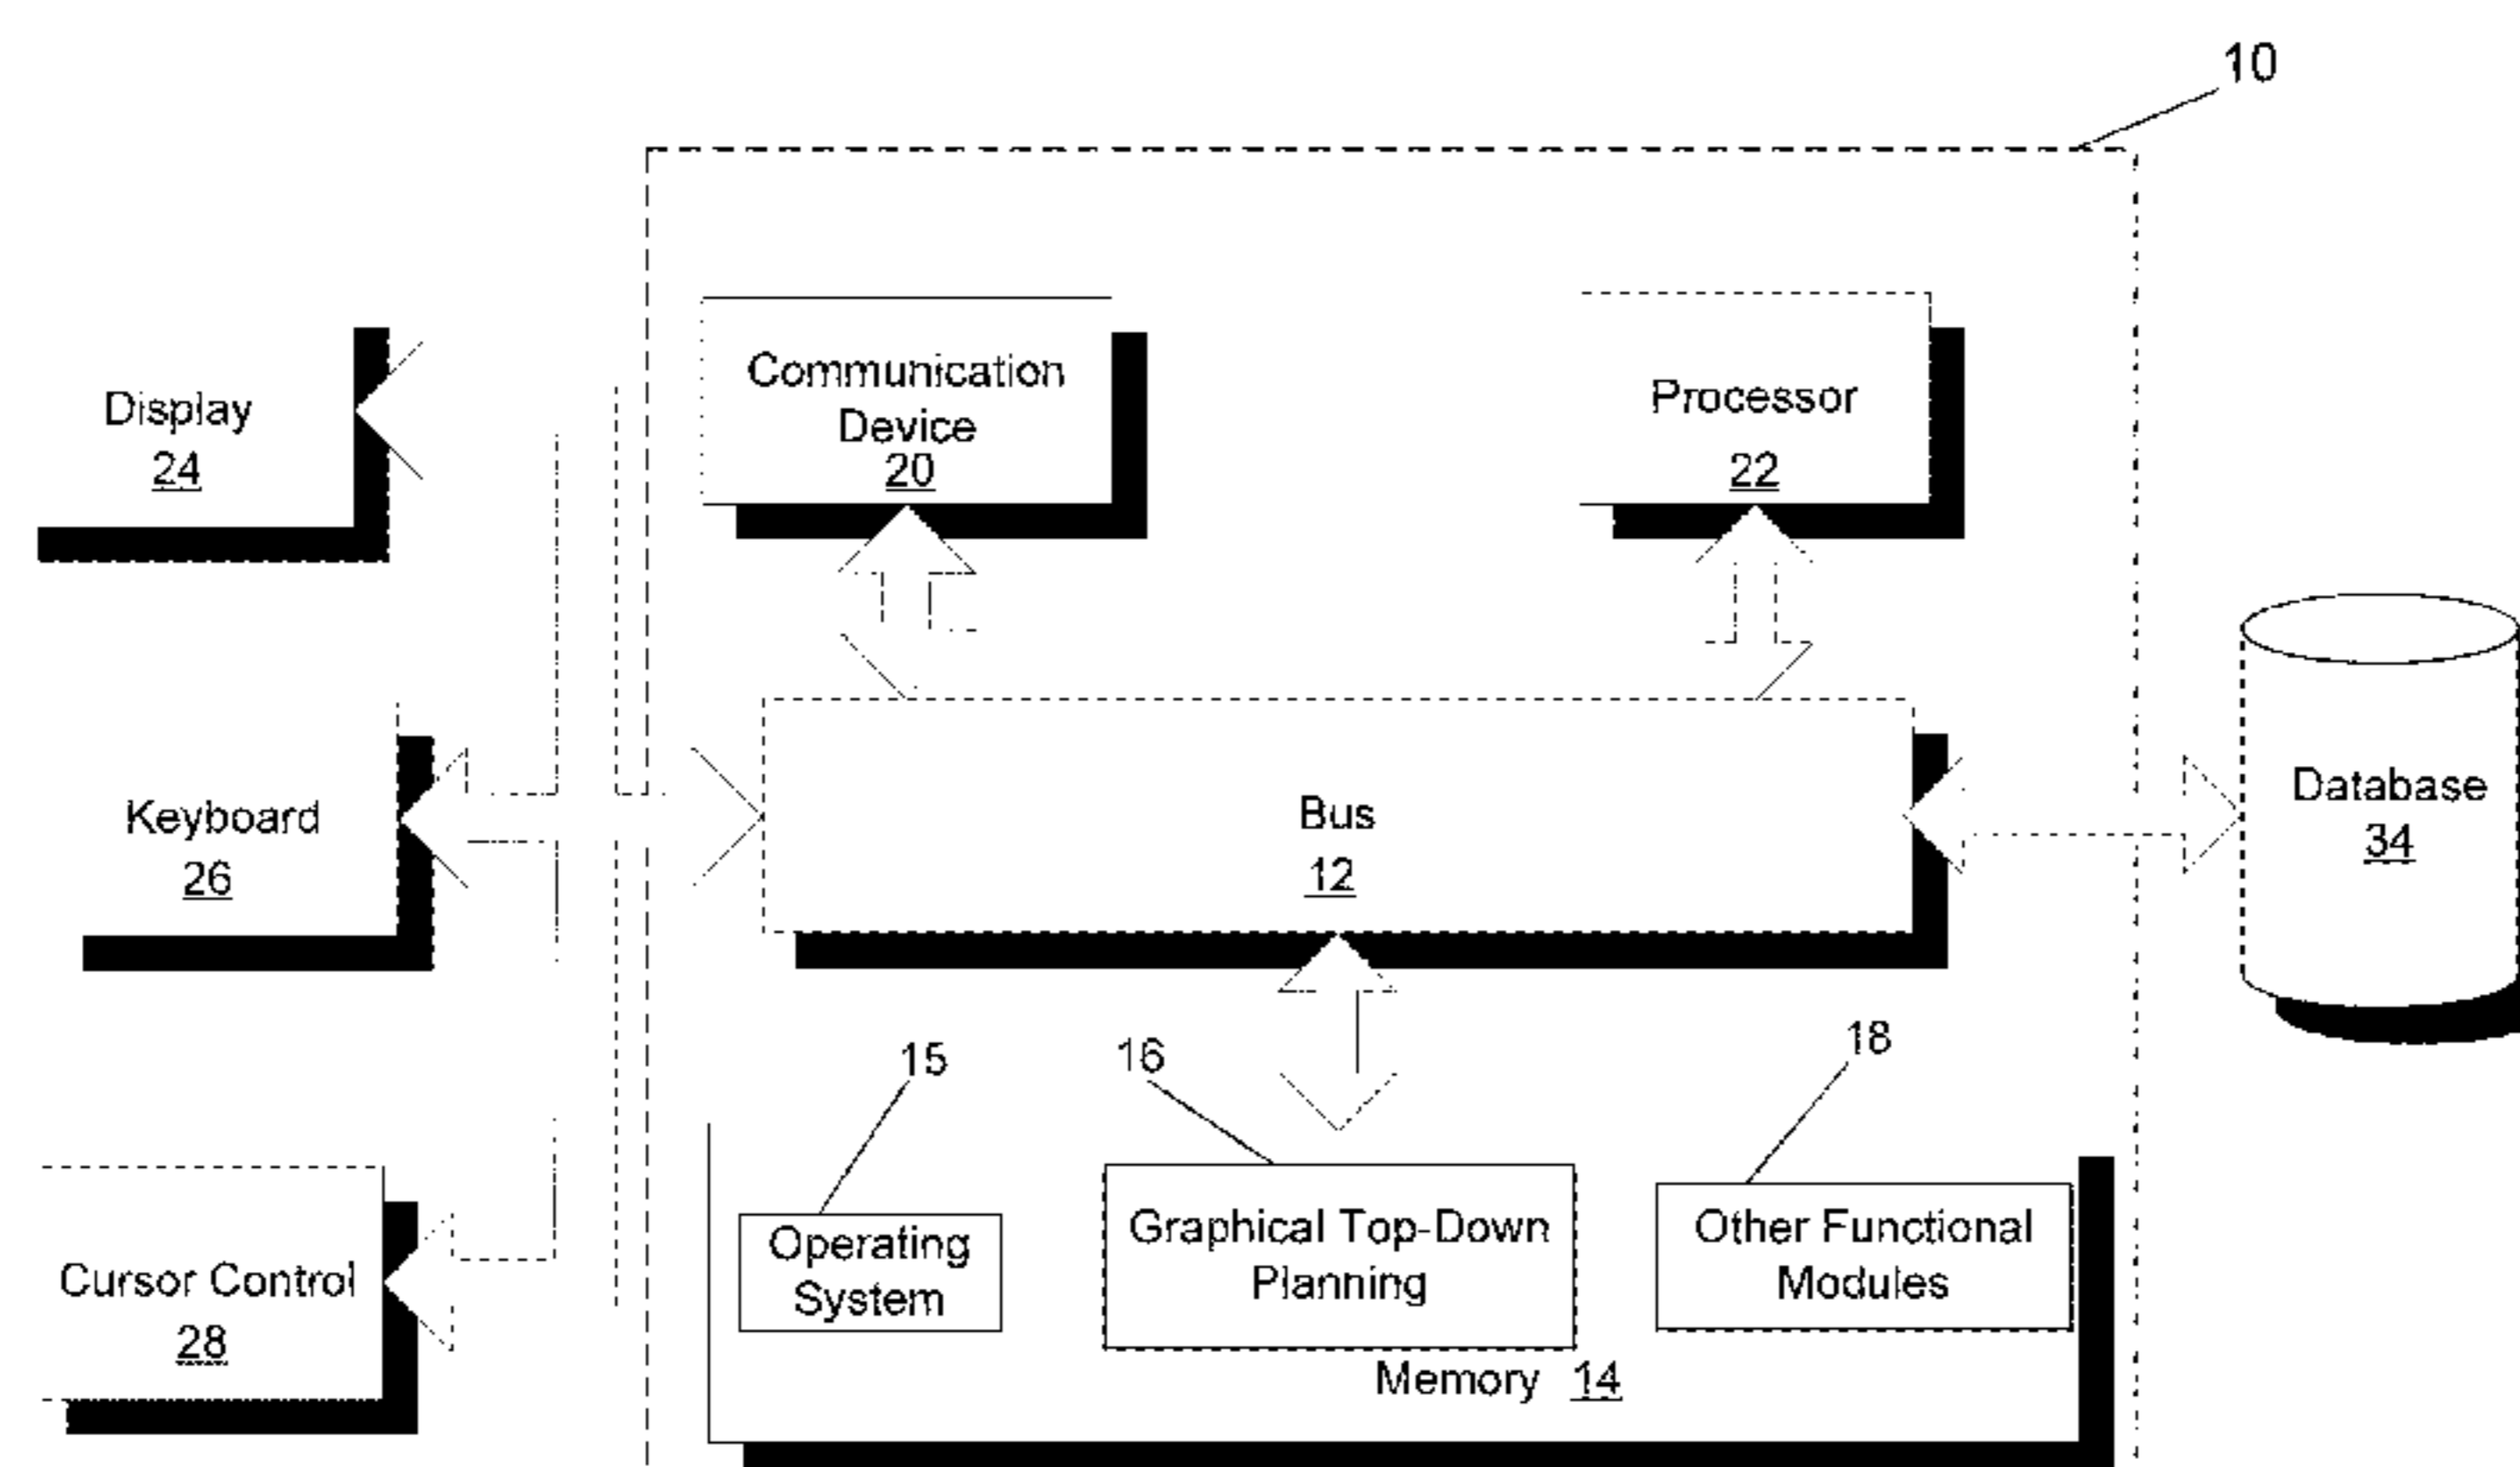 10
Communication
Device
20
Processor
22
Display
24
Keyboard
26
Bus
12
Database
34
15
16
18
Operating
System
Graphical Top-Down
Planning
Other Functional
Modules
Memory 14
Cursor Control
28